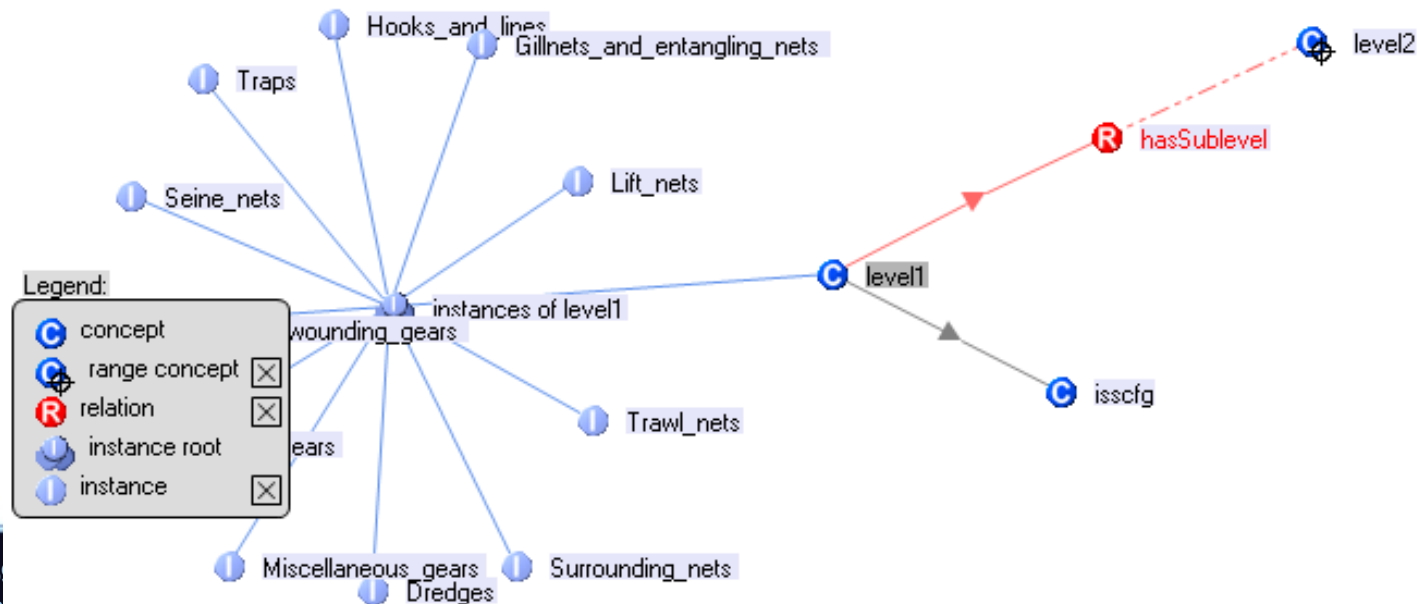 Hooks_and_lines
Gillnets_and_entangling_nets
level2
Traps
hasSublevel
Lift_nets
Seine_nets
level1
Legend:
instances of level1
concept
wounding_gears
range concept
isscfg
relation
Trawl_nets
instance root
ears
instance
Miscellaneous_gears
Surrounding_nets
Dredges
C
C
R
I
I
I
I
I
I
I
I
I
I
I
C
R
C
C